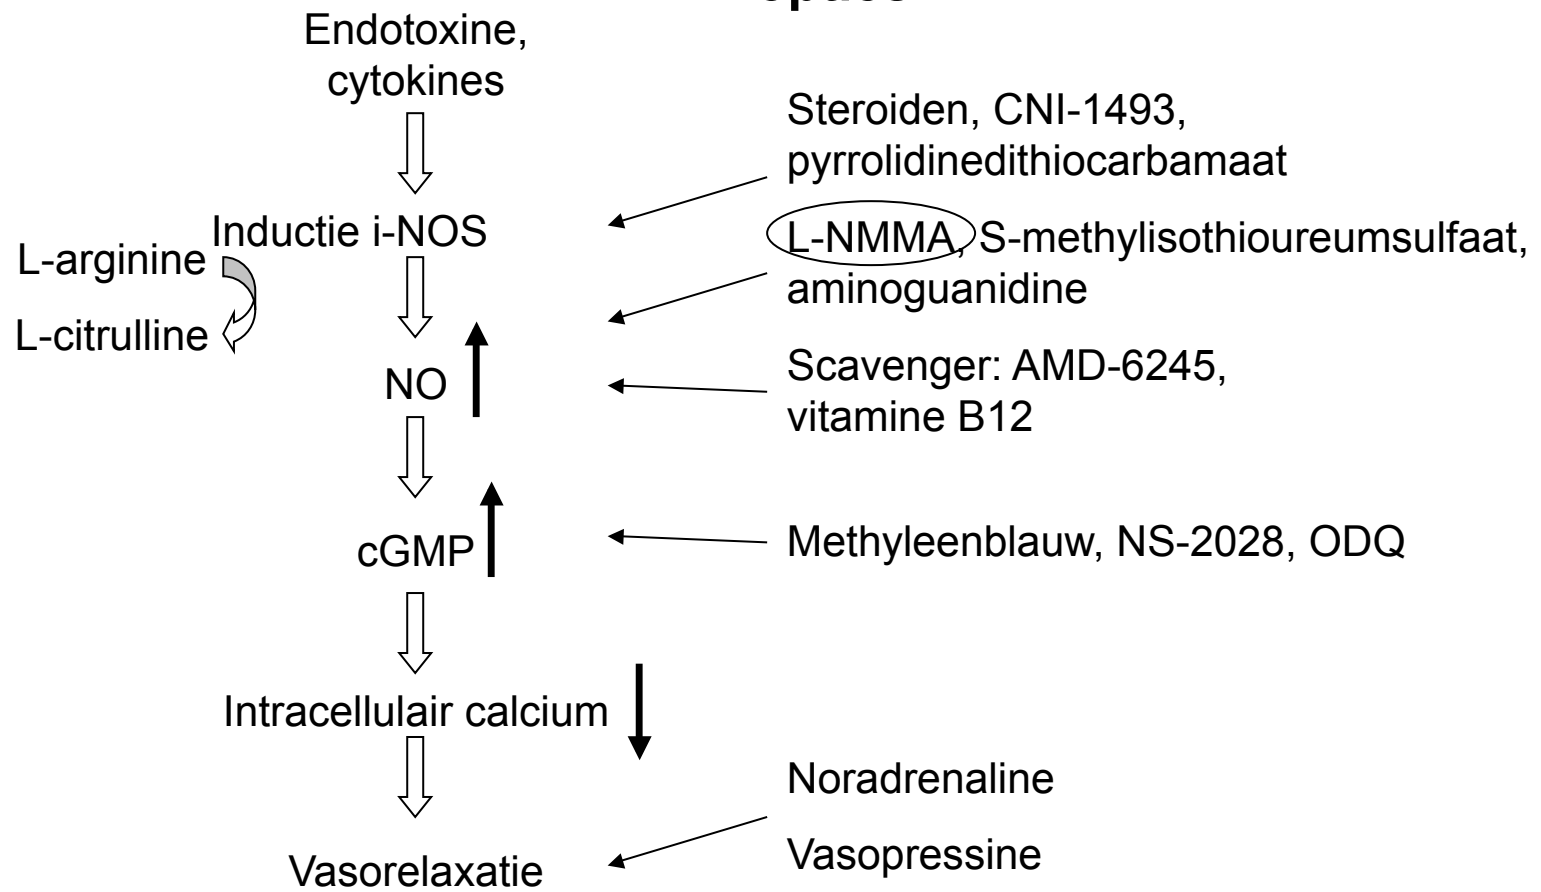 Endotoxine,
cytokines
Steroiden, CNI-1493,
pyrrolidinedithiocarbamaat
Inductie i-NOS
L-NMMA, S-methylisothioureumsulfaat,
aminoguanidine
L-arginine
L-citrulline
NO
Scavenger: AMD-6245,
vitamine B12
cGMP
Methyleenblauw, NS-2028, ODQ
Intracellulair calcium
Noradrenaline
Vasopressine
Vasorelaxatie